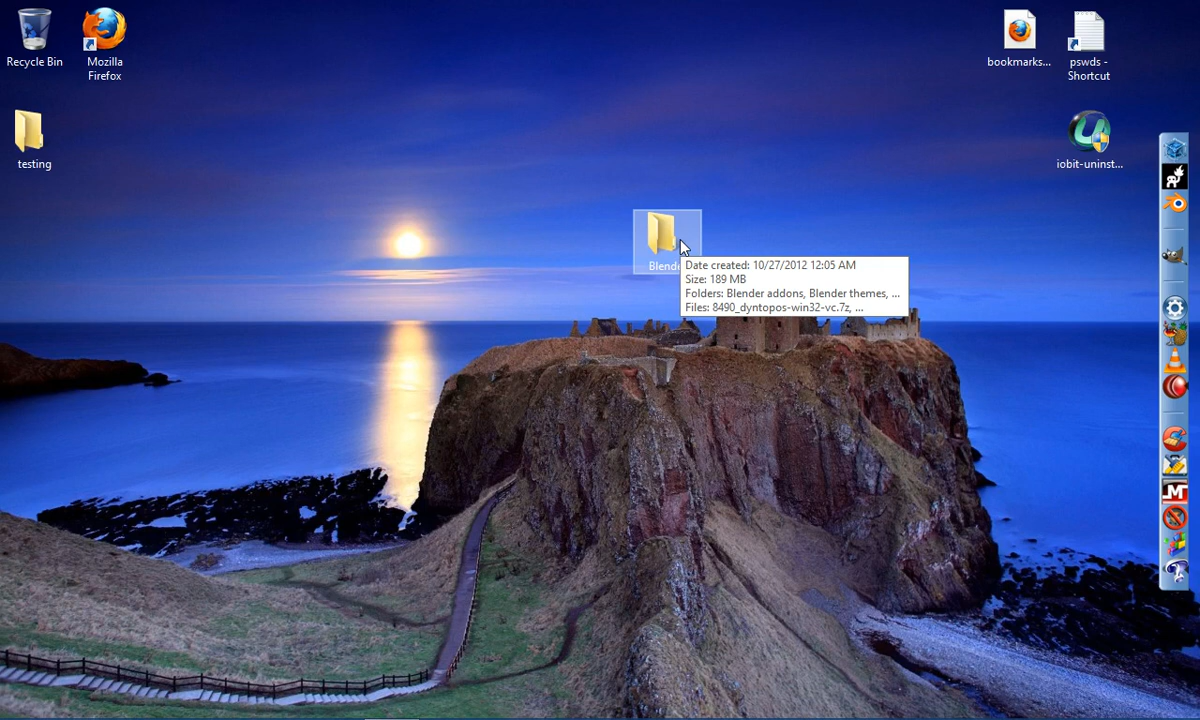 Recycle Bin
Mozilla
Firefox
testing
bookmarks...
pswds -
Shortcut
iobit-uninst...
Blende
Date created: 10/27/2012 12:05 AM
Size: 189 MB
Folders: Blender addons, Blender themes, ...
Files: 8490_dyntopos-win32-vc.7z, ...